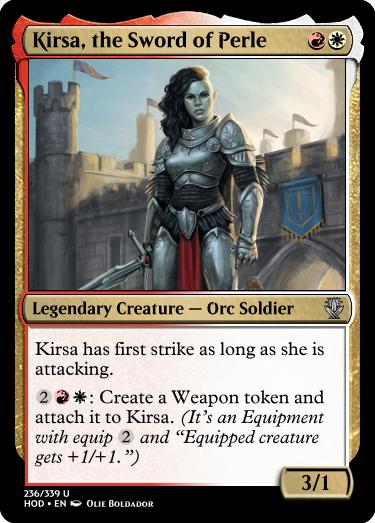 Kirsa, the Sword of Perle
Legendary Creature — Orc Soldier
Kirsa has first strike as long as she is
attacking.
2: Create a Weapon token and
attach it to Kirsa. (It's an Equipment
with equip 2 and “Equipped creature
gets +1/+1.”)
3/1
236/339 U
HOD • EN Olie Boldador